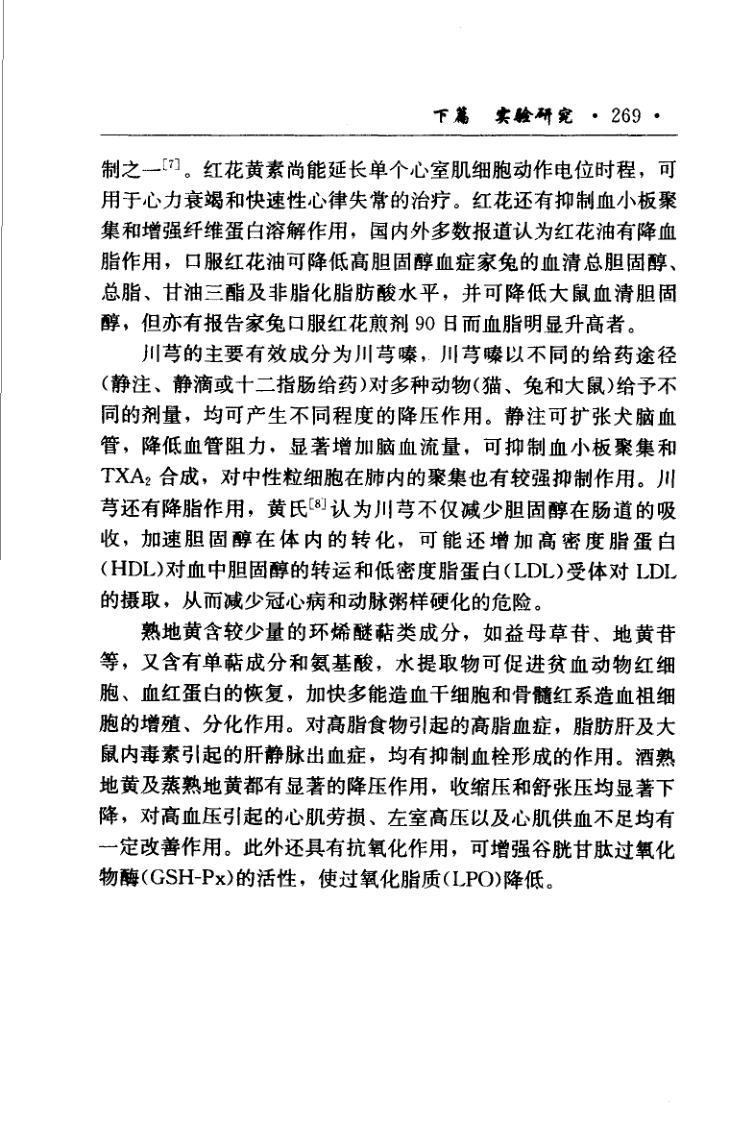 下篇 实验研究 · 269 ·
制之一[7]。红花黄素尚能延长单个心室肌细胞动作电位时程，可
用于心力衰竭和快速性心律失常的治疗。红花还有抑制血小板聚
集和增强纤维蛋白溶解作用，国内外多数报道认为红花油有降血
脂作用，口服红花油可降低高胆固醇血症家兔的血清总胆固醇、
总脂、甘油三酯及非脂化脂肪酸水平，并可降低大鼠血清胆固
醇，但亦有报告家兔口服红花煎剂 90 日而血脂明显升高者。
川芎的主要有效成分为川芎嗪，川芎嗪以不同的给药途径
（静注、静滴或十二指肠给药）对多种动物（猫、兔和大鼠）给予不
同的剂量，均可产生不同程度的降压作用。静注可扩张犬脑血
管，降低血管阻力，显著增加脑血流量，可抑制血小板聚集和
TXA₂ 合成，对中性粒细胞在肺内的聚集也有较强抑制作用。川
芎还有降脂作用，黄氏[8]认为川芎不仅减少胆固醇在肠道的吸
收，加速胆固醇在体内的转化，可能还增加高密度脂蛋白
（HDL）对血中胆固醇的转运和低密度脂蛋白（LDL）受体对 LDL
的摄取，从而减少冠心病和动脉粥样硬化的危险。
熟地黄含较少量的环烯醚萜类成分，如益母草苷、地黄苷
等，又含有单萜成分和氨基酸，水提取物可促进贫血动物红细
胞、血红蛋白的恢复，加快多能造血干细胞和骨髓红系造血祖细
胞的增殖、分化作用。对高脂食物引起的高脂血症，脂肪肝及大
鼠内毒素引起的肝静脉出血症，均有抑制血栓形成的作用。酒熟
地黄及蒸熟地黄都有显著的降压作用，收缩压和舒张压均显著下
降，对高血压引起的心肌劳损、左室高压以及心肌供血不足均有
一定改善作用。此外还具有抗氧化作用，可增强谷胱甘肽过氧化
物酶（GSH-Px）的活性，使过氧化脂质（LPO）降低。